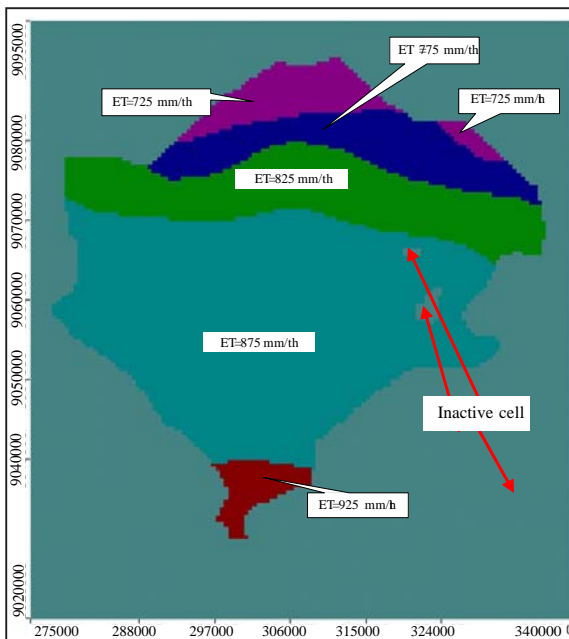 9095000
9080000
9070000
9060000
9050000
9040000
9020000
ET ₮75 mm/th
ET=725 mm/th
ET=725 mm/h
ET=825 mm/th
ET=875 mm/th
Inactive cell
ET=925 mm/h
275000 288000 297000 306000 315000 324000 340000